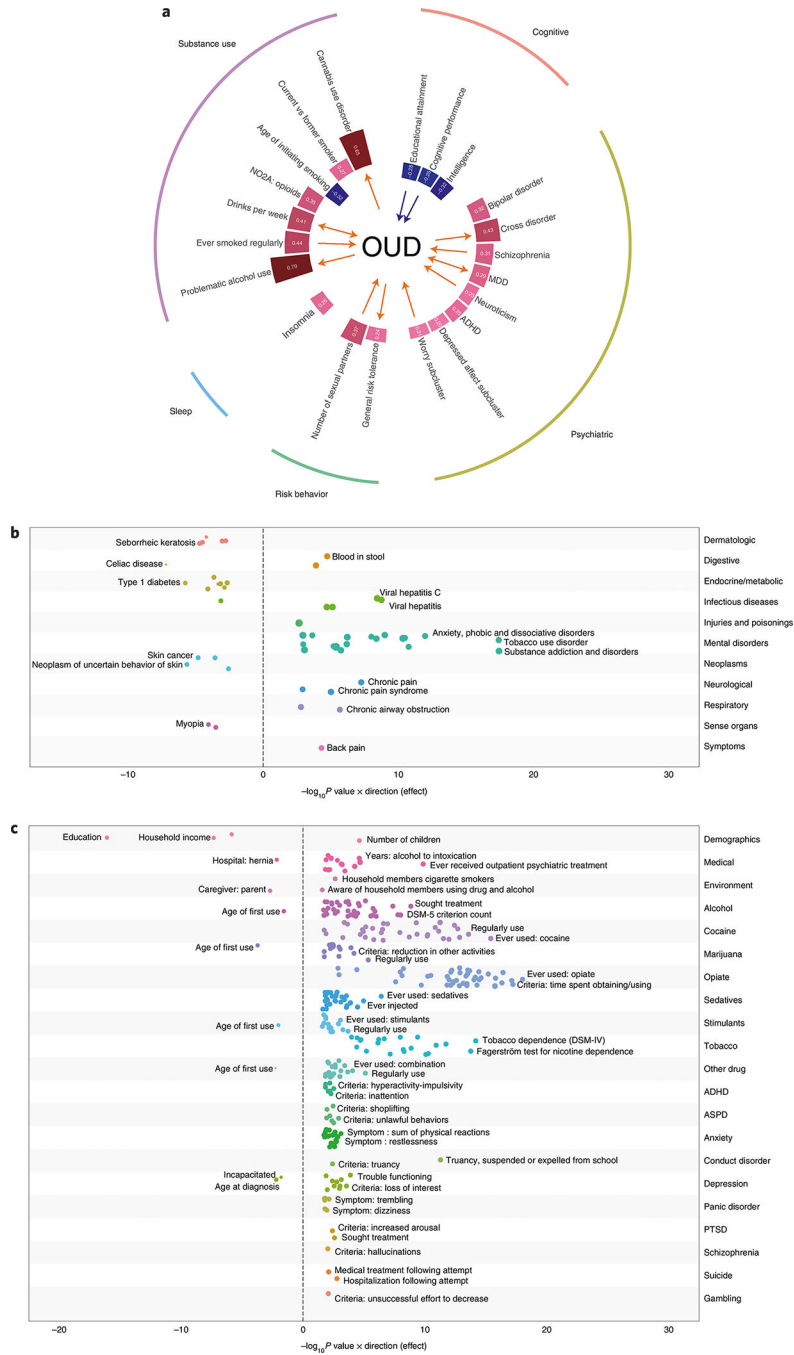 a
Substance use
Cognitive
Cannabis use disorder
Current vs former smoker
Age of initiating smoking
NO2A: opioids
Drinks per week
Ever smoked regularly
Problematic alcohol use
0.27
-0.32
0.35
0.41
0.44
0.79
Educational attainment
Cognitive performance
Intelligence
-0.32
Bipolar disorder
Cross disorder
Schizophrenia
MDD
Neuroticism
ADHD
Depressed affect subcluster
Worry subcluster
0.43
0.31
0.39
OUD
Insomnia
Number of sexual partners
General risk tolerance
0.37
Sleep
Risk behavior
Psychiatric
b
Seborrheic keratosis
Dermatologic
Celiac disease
Blood in stool
Digestive
Type 1 diabetes
Endocrine/metabolic
Viral hepatitis C
Viral hepatitis
Infectious diseases
Injuries and poisonings
Anxiety, phobic and dissociative disorders
Tobacco use disorder
Substance addiction and disorders
Mental disorders
Skin cancer
Neoplasm of uncertain behavior of skin
Neoplasms
Chronic pain
Chronic pain syndrome
Neurological
Chronic airway obstruction
Respiratory
Myopia
Sense organs
Back pain
Symptoms
−10 0 10 20 30
−log10P value × direction (effect)
c
Education
Household income
Number of children
Demographics
Hospital: hernia
Years: alcohol to intoxication
Ever received outpatient psychiatric treatment
Medical
Household members cigarette smokers
Caregiver: parent
Aware of household members using drug and alcohol
Environment
Age of first use
Sought treatment
DSM-5 criterion count
Alcohol
Regularly use
Ever used: cocaine
Cocaine
Age of first use
Criteria: reduction in other activities
Regularly use
Marijuana
Ever used: opiate
Criteria: time spent obtaining/using
Opiate
Ever used: sedatives
Ever injected
Sedatives
Age of first use
Ever used: stimulants
Regularly use
Stimulants
Tobacco dependence (DSM-IV)
Fagerström test for nicotine dependence
Tobacco
Age of first use
Ever used: combination
Regularly use
Other drug
Criteria: hyperactivity-impulsivity
Criteria: inattention
ADHD
Criteria: shoplifting
Criteria: unlawful behaviors
ASPD
Symptom : sum of physical reactions
Symptom : restlessness
Anxiety
Criteria: truancy
Truancy, suspended or expelled from school
Conduct disorder
Incapacitated
Age at diagnosis
Trouble functioning
Criteria: loss of interest
Depression
Symptom: trembling
Symptom: dizziness
Panic disorder
Criteria: increased arousal
Sought treatment
PTSD
Criteria: hallucinations
Schizophrenia
Medical treatment following attempt
Hospitalization following attempt
Suicide
Criteria: unsuccessful effort to decrease
Gambling
−20 −10 0 10 20 30
−log10P value × direction (effect)